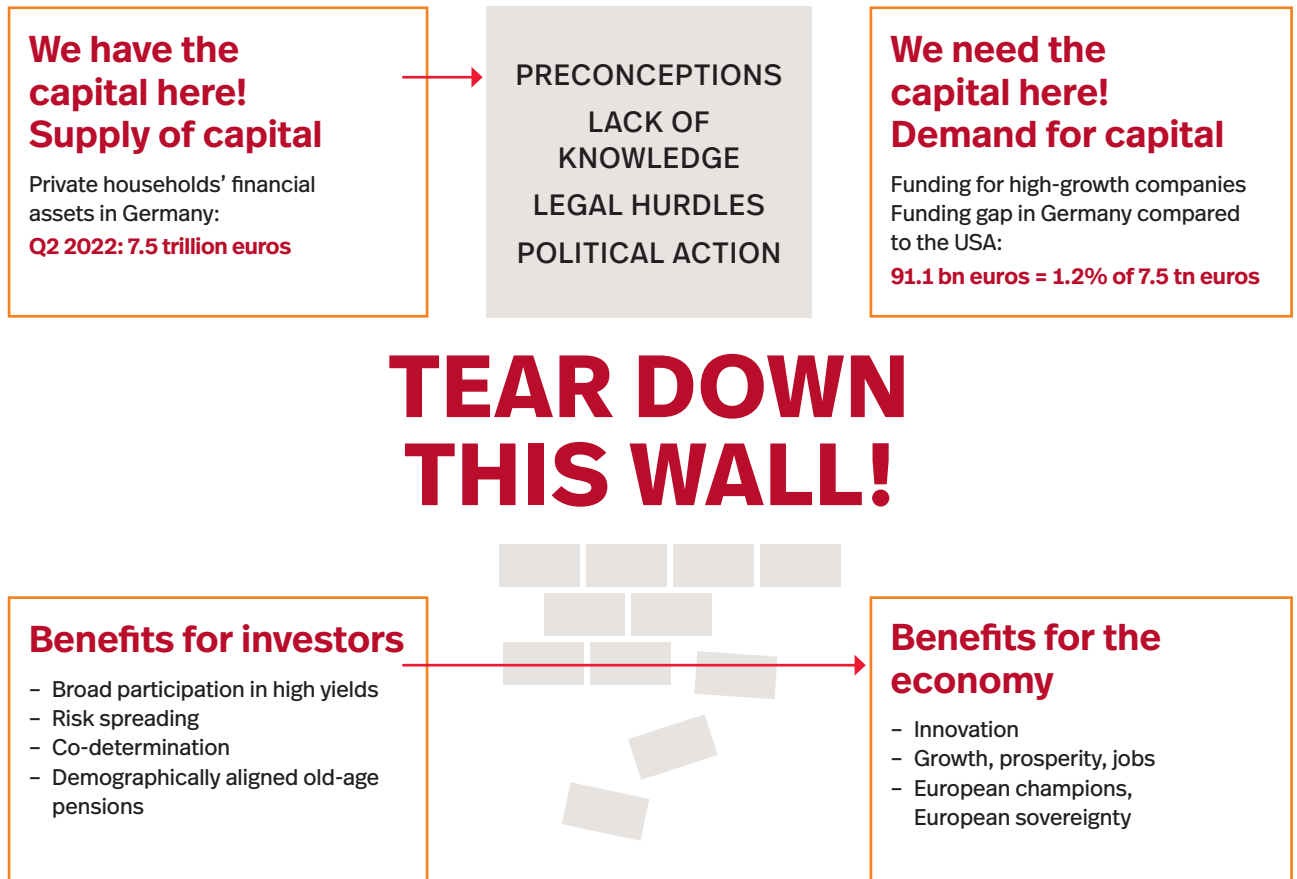 We have the
capital here!
Supply of capital
Private households’ financial
assets in Germany:
Q2 2022: 7.5 trillion euros
PRECONCEPTIONS
LACK OF
KNOWLEDGE
LEGAL HURDLES
POLITICAL ACTION
We need the
capital here!
Demand for capital
Funding for high-growth companies
Funding gap in Germany compared
to the USA:
91.1 bn euros = 1.2% of 7.5 tn euros
TEAR DOWN
THIS WALL!
Benefits for investors
– Broad participation in high yields
– Risk spreading
– Co-determination
– Demographically aligned old-age
pensions
Benefits for the
economy
– Innovation
– Growth, prosperity, jobs
– European champions,
European sovereignty